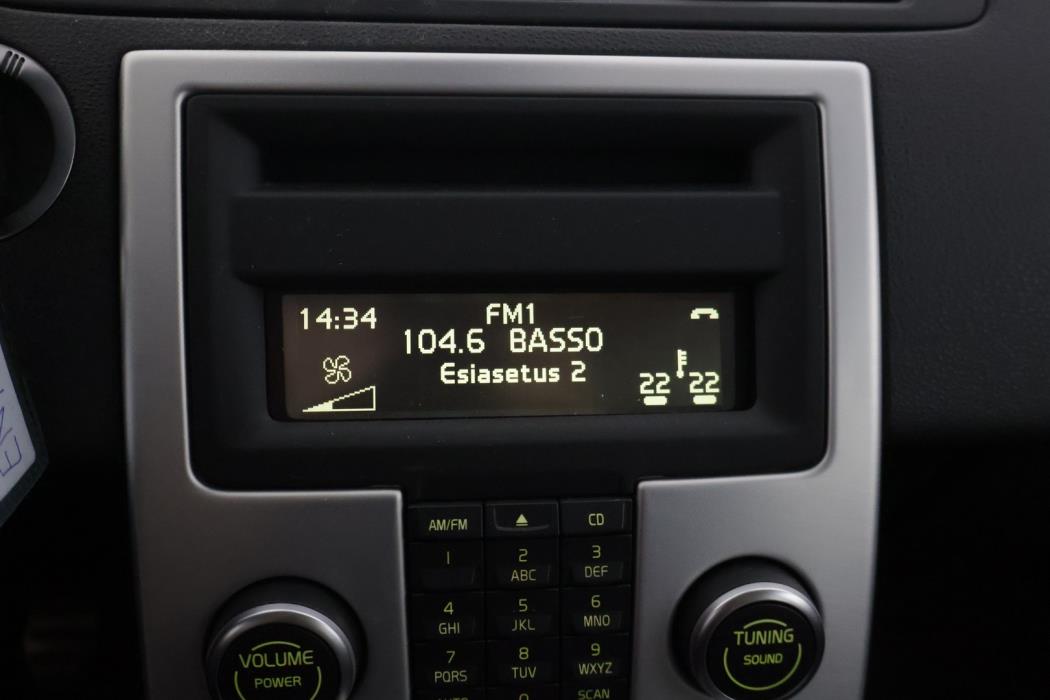 14:34
FM1
104.6 BASSO
Esiasetus 2
22 22
AM/FM
CD
1
2
ABC
3
DEF
4
GHI
5
JKL
6
MNO
7
PQRS
8
TUV
9
WXYZ
SCAN
VOLUME
POWER
TUNING
SOUND